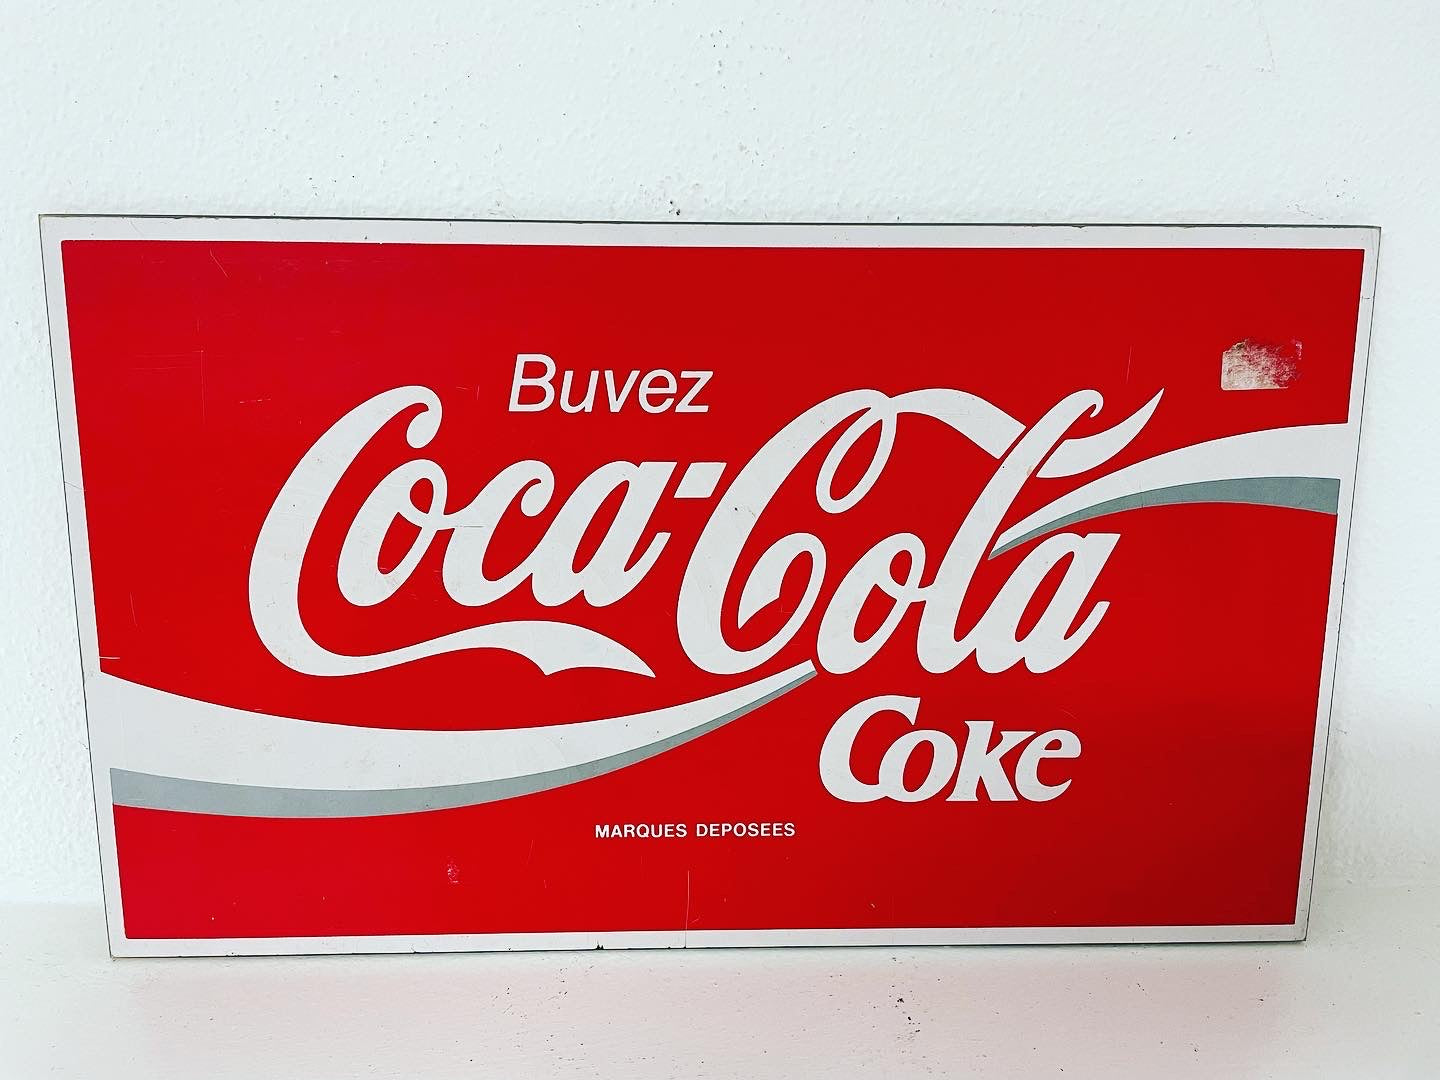 Buvez
Coca-Cola
Coke
MARQUES DEPOSEES